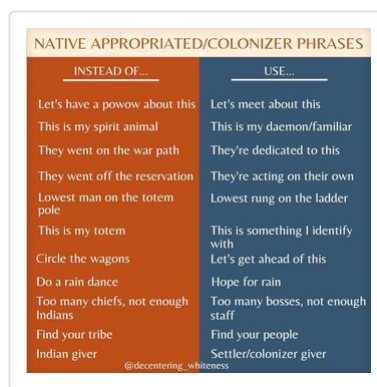 NATIVE APPROPRIATED/COLONIZER PHRASES
INSTEAD OF... USE...
Let's have a powow about this Let's meet about this
This is my spirit animal This is my daemon/familiar
They went on the war path They're dedicated to this
They went off the reservation They're acting on their own
Lowest man on the totem Lowest rung on the ladder
pole
This is my totem This is something I identify
with
Circle the wagons Let's get ahead of this
Do a rain dance Hope for rain
Too many chiefs, not enough Too many bosses, not enough
Indians staff
Find your tribe Find your people
Indian giver Settler/colonizer giver
@decentering_whiteness